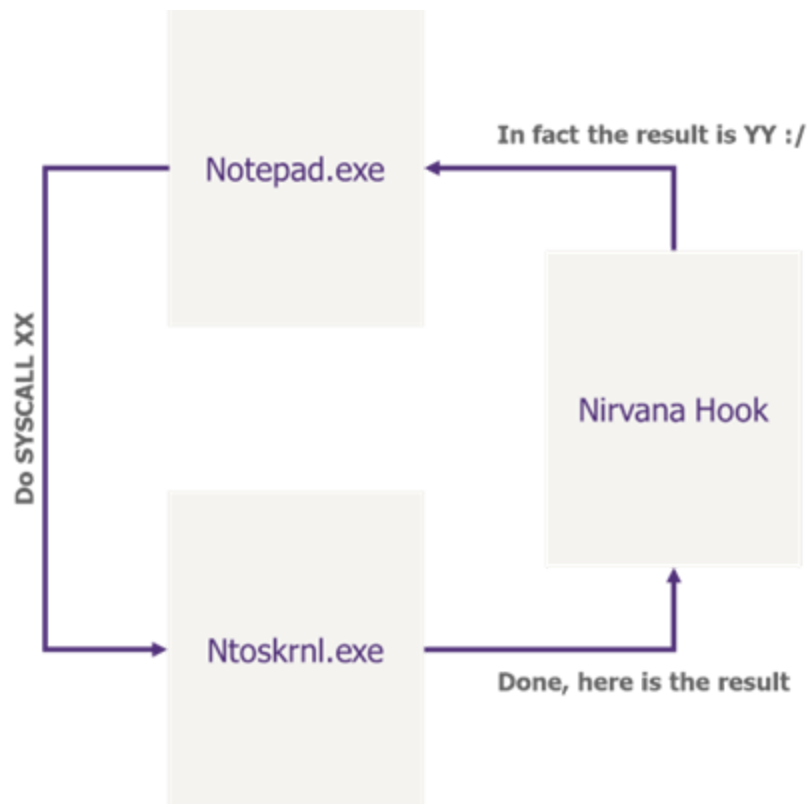 Notepad.exe
In fact the result is YY :/
Do SYSCALL XX
Nirvana Hook
Ntoskrnl.exe
Done, here is the result